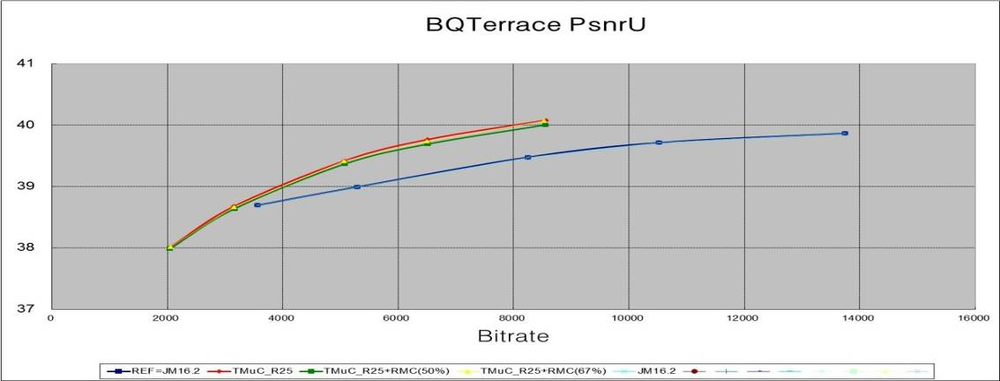 BQTerrace PsnrU
41
40
39
38
37
0 2000 4000 6000 8000 10000 12000 14000 16000
Bitrate
REF=JM16.2 TMuC_R25 TMuC_R25+RMC(50%) TMuC_R25+RMC(67%) JM16.2